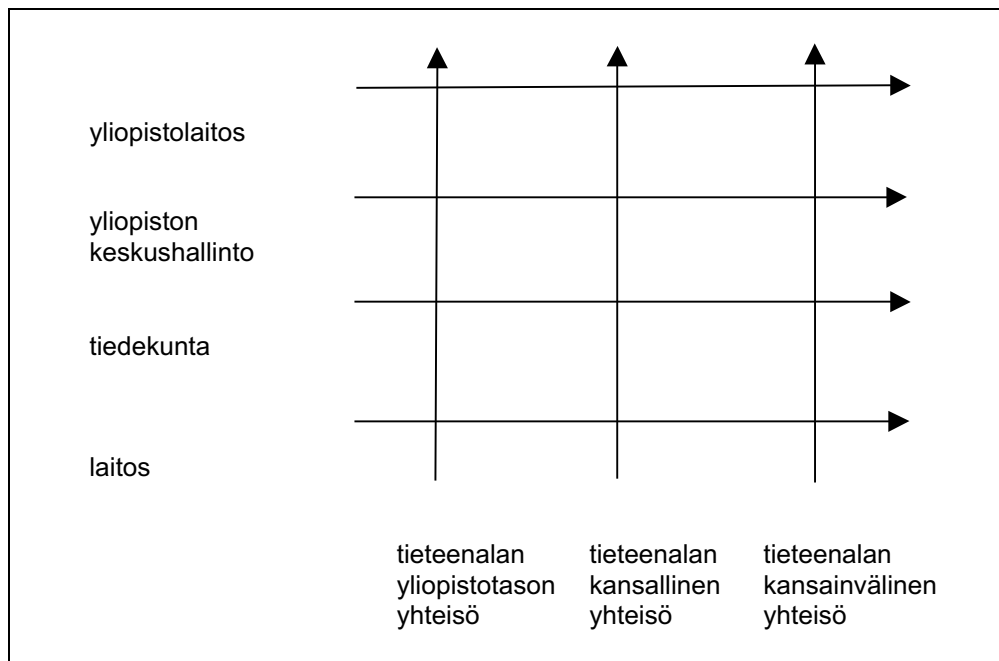 yliopistolaitos
yliopiston
keskushallinto
tiedekunta
laitos
tieteenalan
yliopistotason
yhteisö
tieteenalan
kansallinen
yhteisö
tieteenalan
kansainvälinen
yhteisö